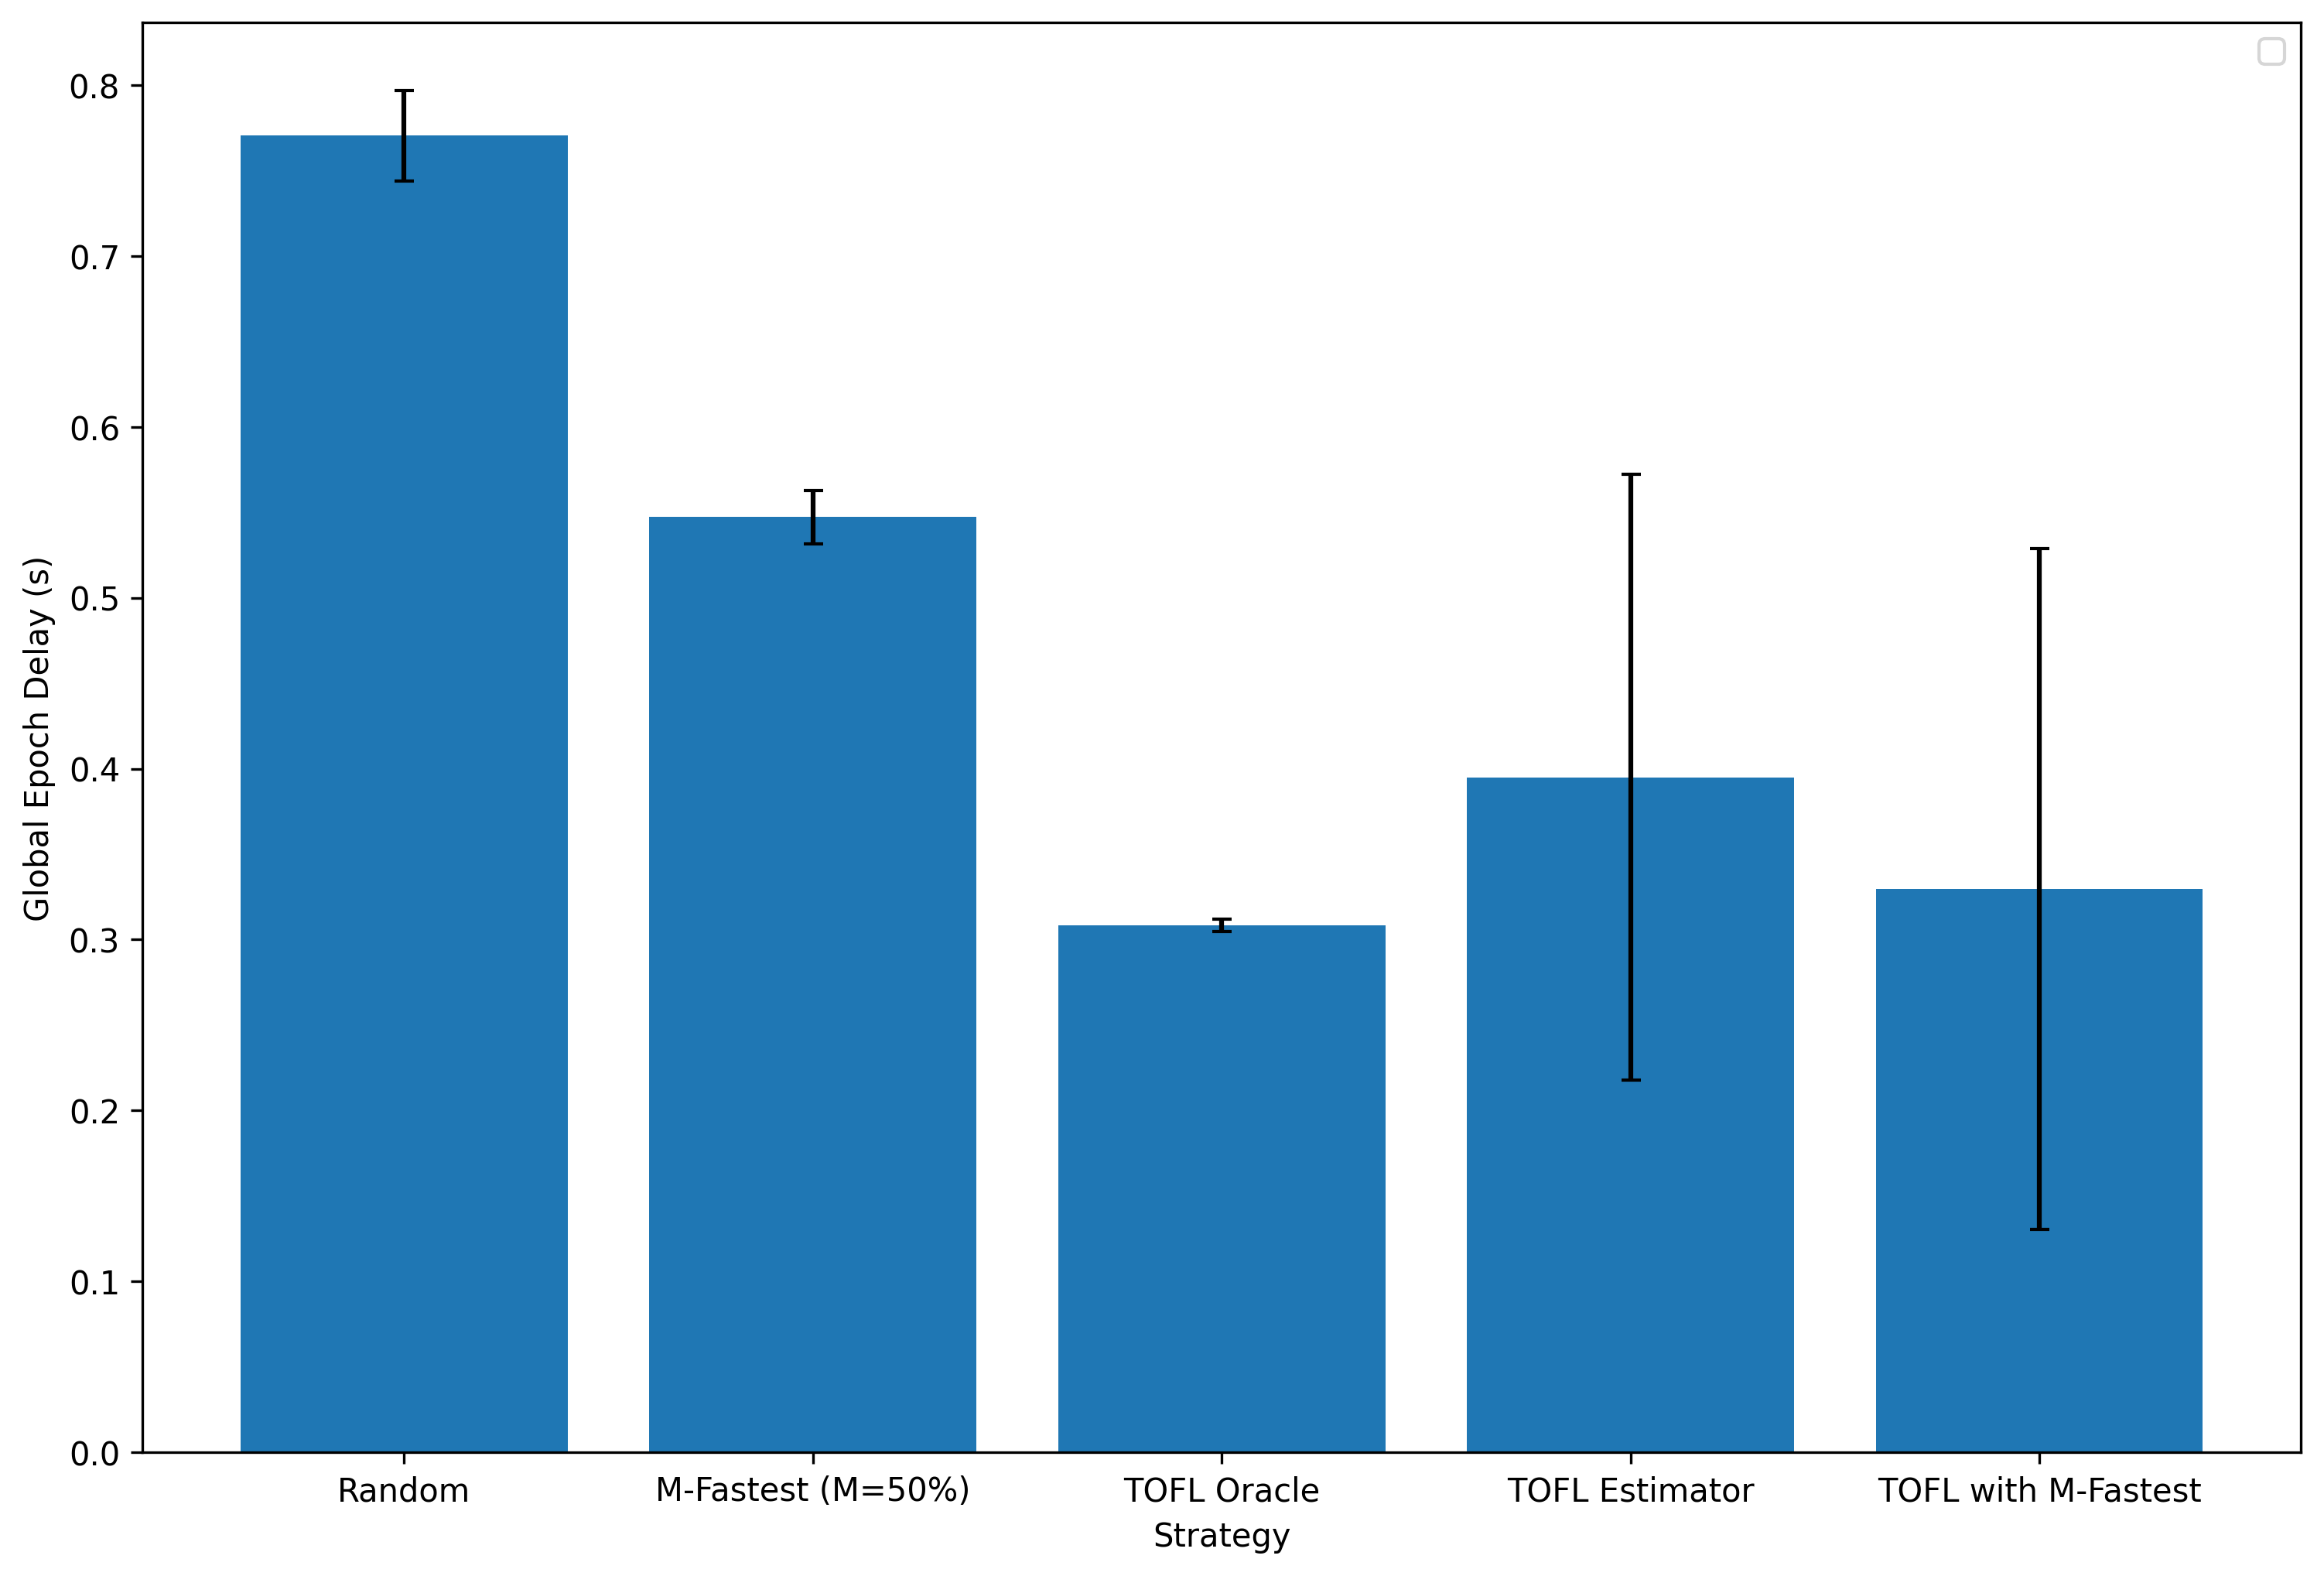 0.8
0.7
0.6
0.5
0.4
0.3
0.2
0.1
0.0
Global Epoch Delay (s)
Random
M-Fastest (M=50%)
TOFL Oracle
TOFL Estimator
TOFL with M-Fastest
Strategy